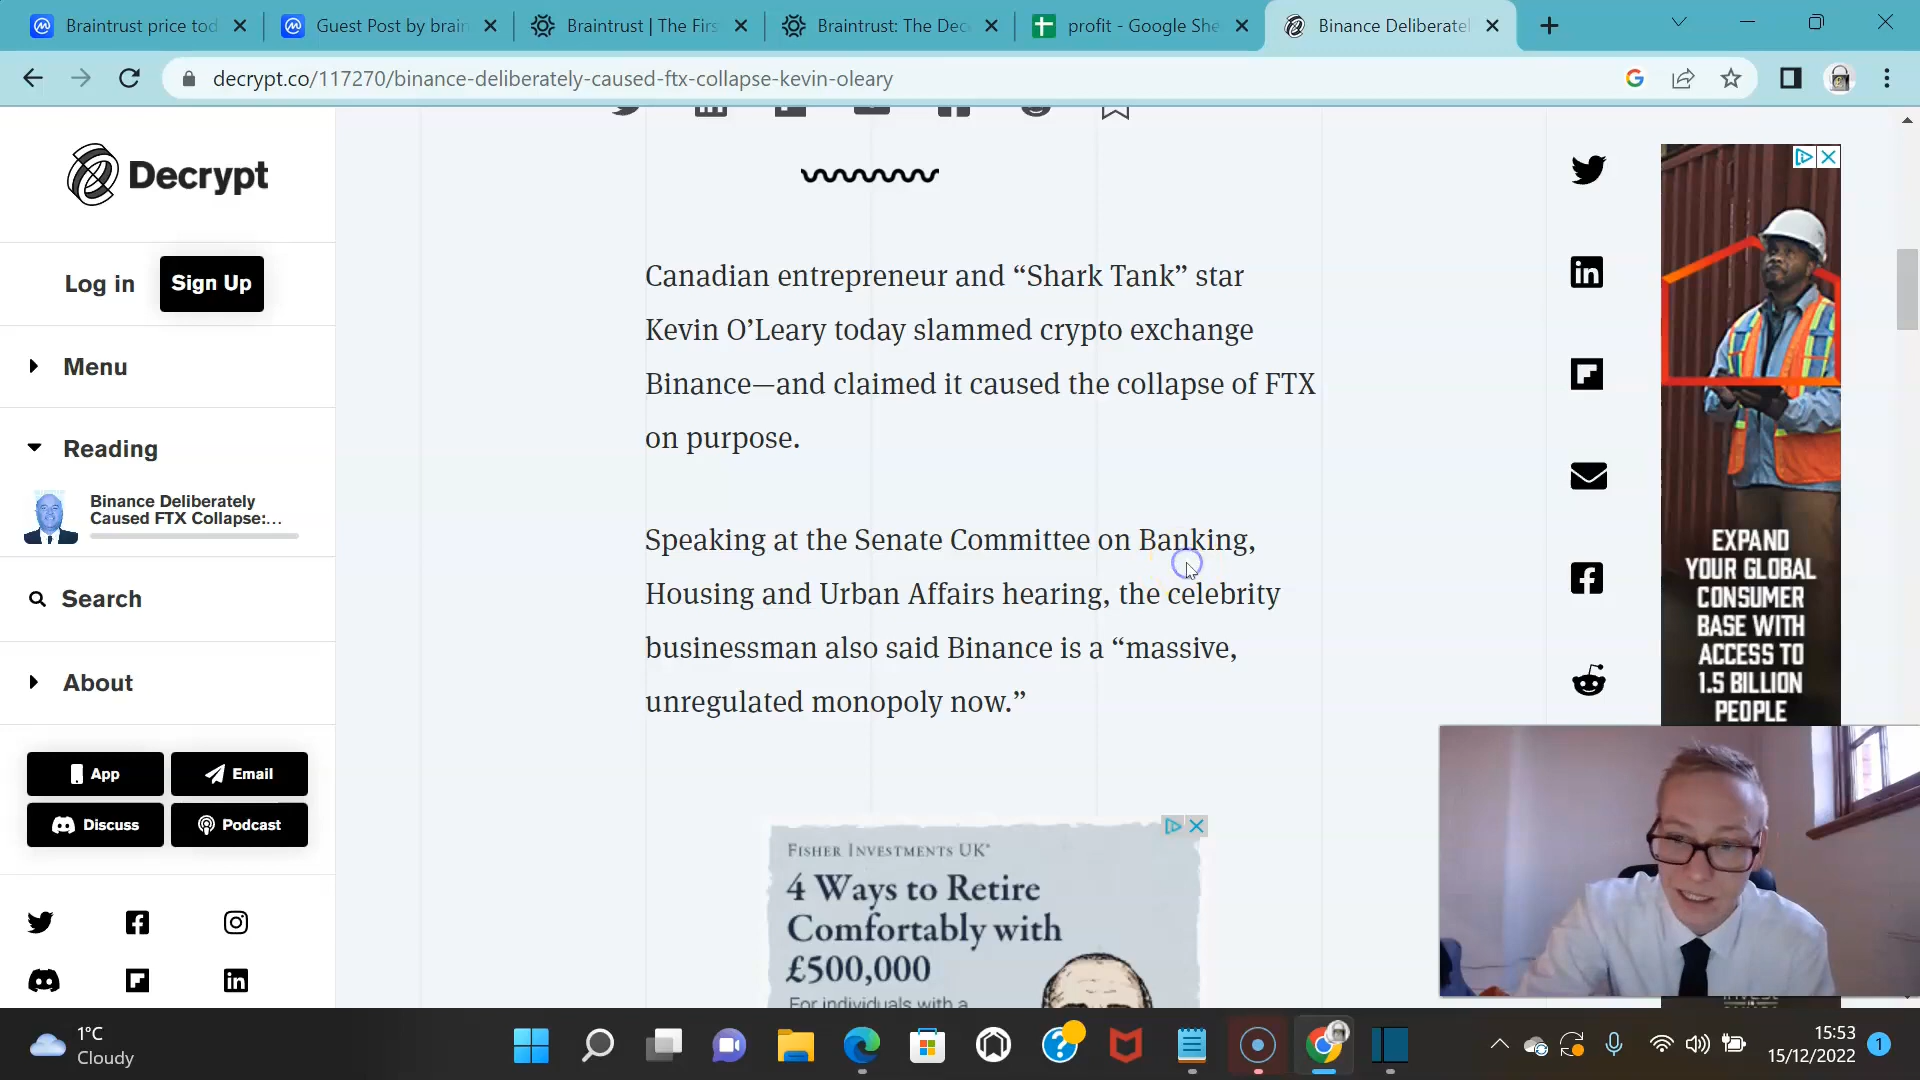 Braintrust price tod
Guest Post by brain
Braintrust | The Firs
Braintrust: The Dec
profit - Google She
Binance Deliberatel
decrypt.co/117270/binance-deliberately-caused-ftx-collapse-kevin-oleary
Decrypt
Log in
Sign Up
Menu
Reading
Binance Deliberately
Caused FTX Collapse:...
Search
About
App
Email
Discuss
Podcast
Canadian entrepreneur and “Shark Tank” star
Kevin O’Leary today slammed crypto exchange
Binance—and claimed it caused the collapse of FTX
on purpose.
Speaking at the Senate Committee on Banking,
Housing and Urban Affairs hearing, the celebrity
businessman also said Binance is a “massive,
unregulated monopoly now.”
FISHER INVESTMENTS UK®
4 Ways to Retire
Comfortably with
£500,000
For individuals with a
EXPAND
YOUR GLOBAL
CONSUMER
BASE WITH
ACCESS TO
1.5 BILLION
PEOPLE
1°C
Cloudy
15:53
15/12/2022
1